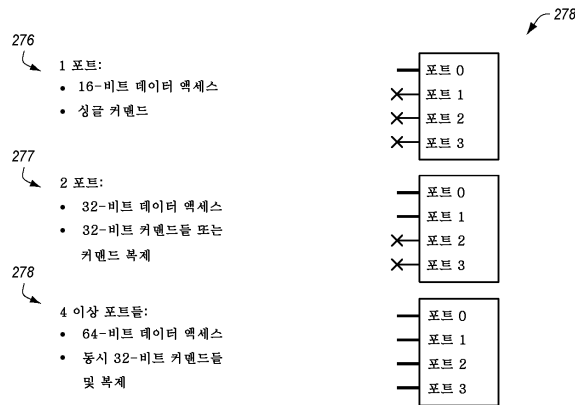 278
276
1 포트:
• 16-비트 데이터 액세스
• 싱글 커맨드
포트 0
포트 1
포트 2
포트 3
277
2 포트:
• 32-비트 데이터 액세스
• 32-비트 커맨드들 또는
커맨드 복제
포트 0
포트 1
포트 2
포트 3
278
4 이상 포트들:
• 64-비트 데이터 액세스
• 동시 32-비트 커맨드들
및 복제
포트 0
포트 1
포트 2
포트 3